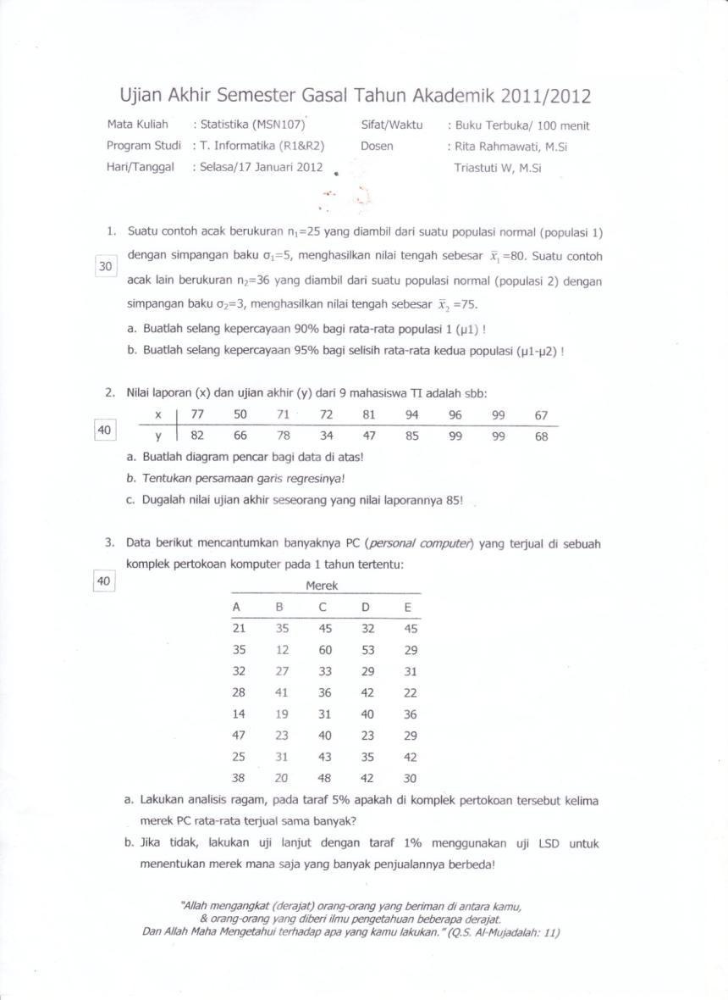 Ujian Akhir Semester Gasal Tahun Akademik 2011/2012
Mata Kuliah : Statistika (MSN107) Sifat/Waktu : Buku Terbuka/ 100 menit
Program Studi : T. Informatika (R1&R2) Dosen : Rita Rahmawati, M.Si
Hari/Tanggal : Selasa/17 Januari 2012 Triastuti W, M.Si
1. Suatu contoh acak berukuran n₁=25 yang diambil dari suatu populasi normal (populasi 1)
30
dengan simpangan baku σ₁=5, menghasilkan nilai tengah sebesar x̄₁ =80. Suatu contoh
acak lain berukuran n₂=36 yang diambil dari suatu populasi normal (populasi 2) dengan
simpangan baku σ₂=3, menghasilkan nilai tengah sebesar x̄₂ =75.
a. Buatlah selang kepercayaan 90% bagi rata-rata populasi 1 (µ1) !
b. Buatlah selang kepercayaan 95% bagi selisih rata-rata kedua populasi (µ1-µ2) !
2. Nilai laporan (x) dan ujian akhir (y) dari 9 mahasiswa TI adalah sbb:
40
x 77 50 71 72 81 94 96 99 67
y 82 66 78 34 47 85 99 99 68
a. Buatlah diagram pencar bagi data di atas!
b. Tentukan persamaan garis regresinya!
c. Dugalah nilai ujian akhir seseorang yang nilai laporannya 85!
3. Data berikut mencantumkan banyaknya PC (personal computer) yang terjual di sebuah
komplek pertokoan komputer pada 1 tahun tertentu:
40
Merek
A B C D E
21 35 45 32 45
35 12 60 53 29
32 27 33 29 31
28 41 36 42 22
14 19 31 40 36
47 23 40 23 29
25 31 43 35 42
38 20 48 42 30
a. Lakukan analisis ragam, pada taraf 5% apakah di komplek pertokoan tersebut kelima
merek PC rata-rata terjual sama banyak?
b. Jika tidak, lakukan uji lanjut dengan taraf 1% menggunakan uji LSD untuk
menentukan merek mana saja yang banyak penjualannya berbeda!
"Allah mengangkat (derajat) orang-orang yang beriman di antara kamu,
& orang-orang yang diberi ilmu pengetahuan beberapa derajat.
Dan Allah Maha Mengetahui terhadap apa yang kamu lakukan." (Q.S. Al-Mujadalah: 11)